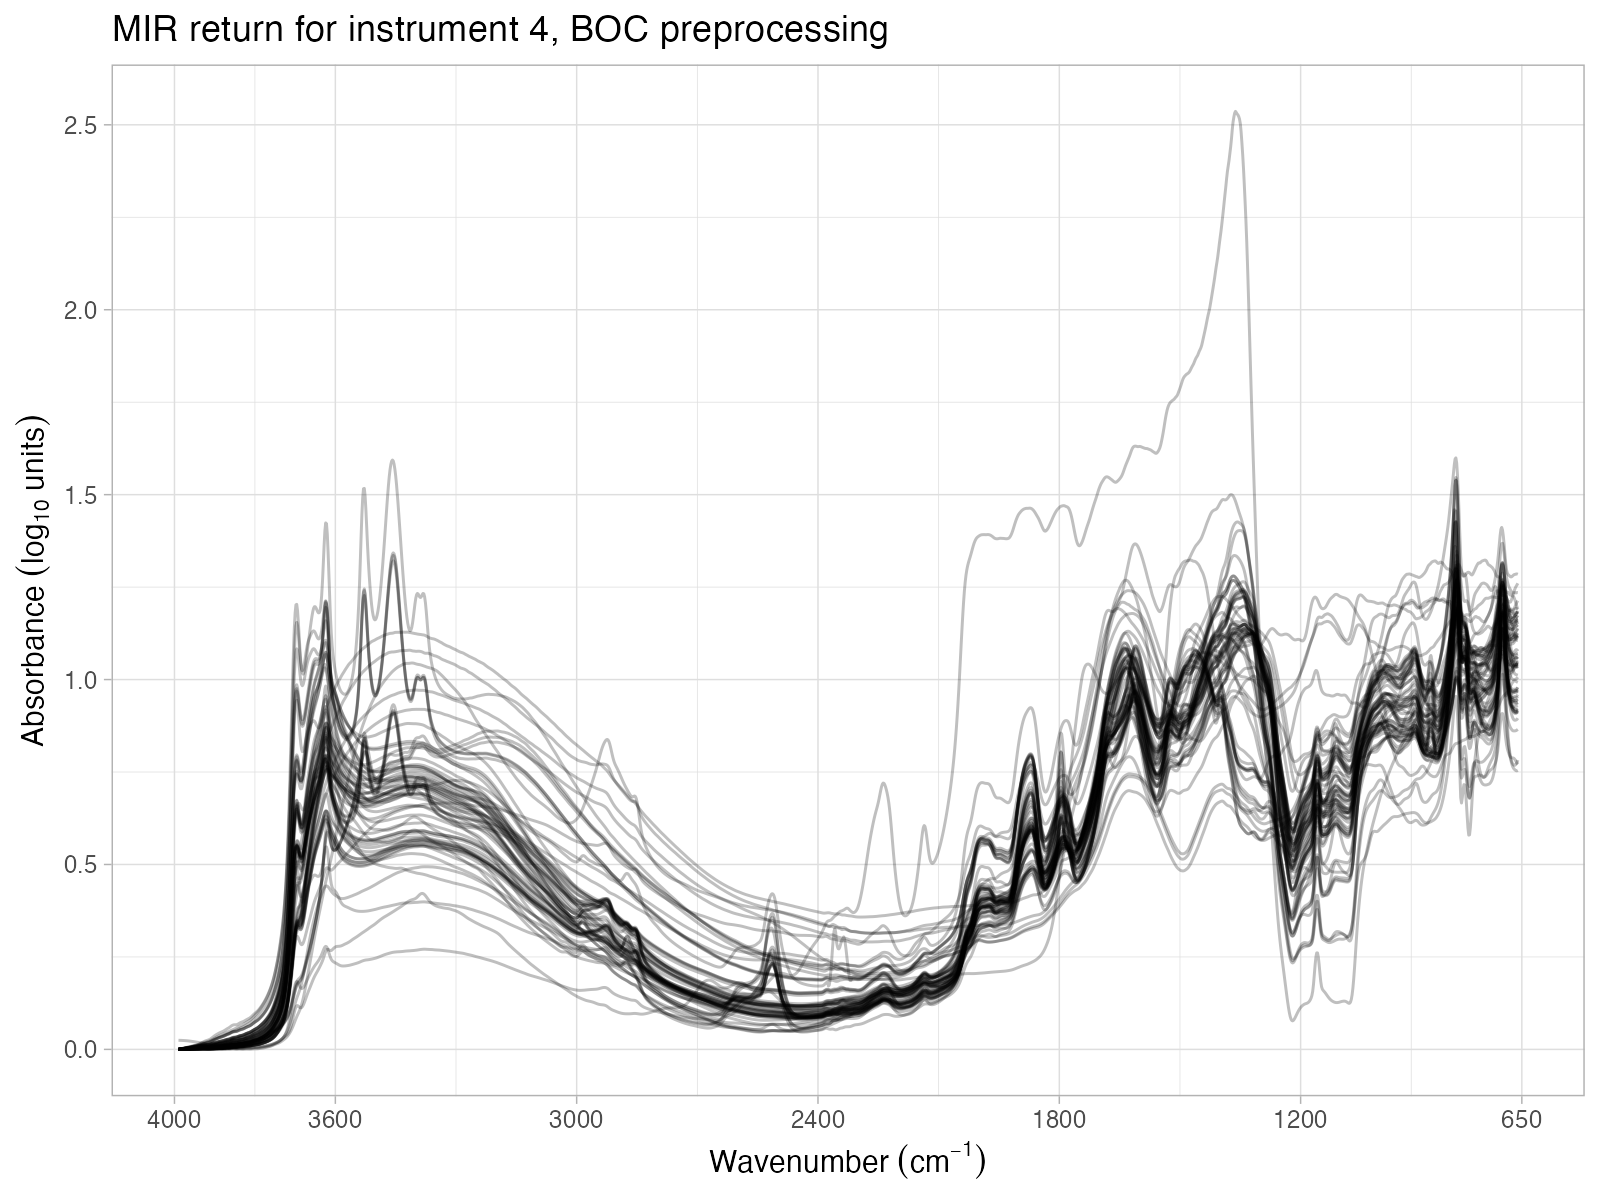 MIR return for instrument 4, BOC preprocessing
2.5
2.0
1.5
1.0
0.5
0.0
Absorbance (log₁₀ units)
4000 3600 3000 2400 1800 1200 650
Wavenumber (cm⁻¹)